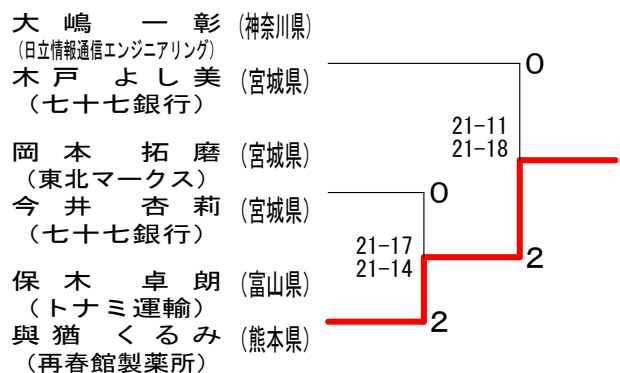 大嶋 一彰 (神奈川県)
(日立情報通信エンジニアリング)
木戸 よし美 (宮城県)
(七十七銀行)
0
21-11
21-18
岡本 拓磨 (宮城県)
(東北マークス)
0
今井 杏莉 (宮城県)
(七十七銀行)
21-17
21-14
2
保木 卓朗 (富山県)
(トナミ運輸)
2
與猶 くるみ (熊本県)
(再春館製薬所)